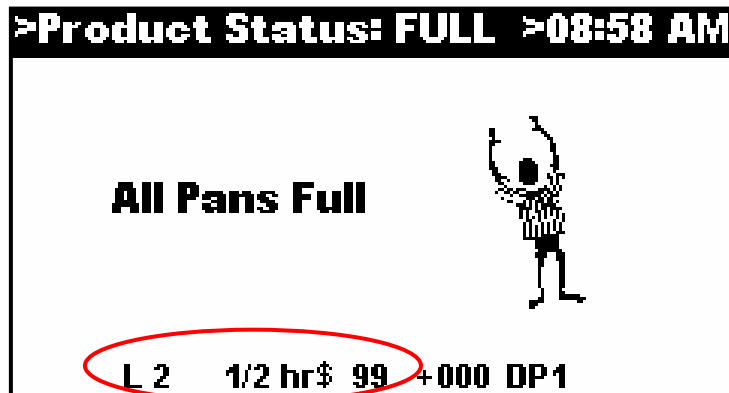 >Product Status: FULL >08:58 AM
All Pans Full
L 2 1/2 hr$ 99 +000 DP1